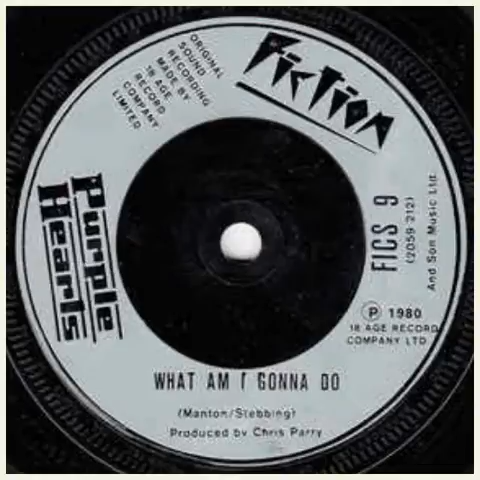 Fiction
ORIGINAL
SOUND
RECORDING
MADE BY
18 AGE
RECORD
COMPANY
LIMITED
Purple
Hearts
FICS 9
(2059 212)
And Son Music Ltd.
℗ 1980
18 AGE RECORD
COMPANY LTD
WHAT AM I GONNA DO
(Manton/Stebbing)
Produced by Chris Parry